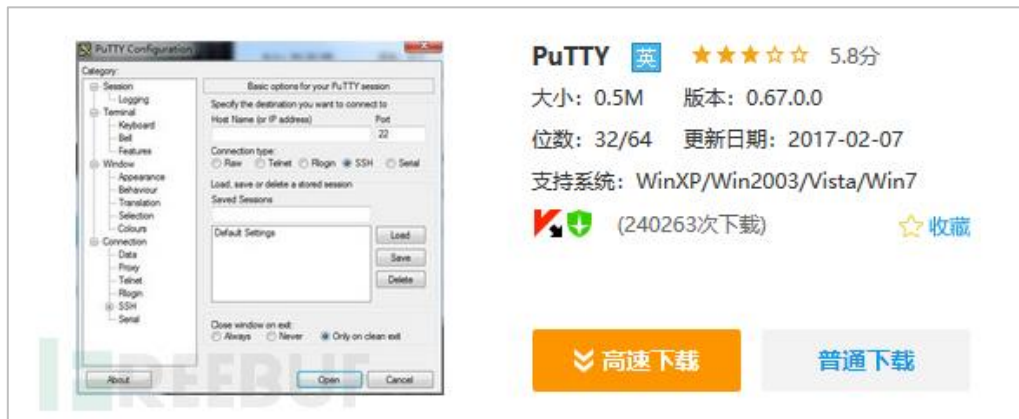 PuTTY Configuration
Category:
Session
Logging
Terminal
Keyboard
Bell
Features
Window
Appearance
Behaviour
Translation
Selection
Colours
Connection
Data
Proxy
Telnet
Rlogin
SSH
Serial
Basic options for your PuTTY session
Specify the destination you want to connect to
Host Name (or IP address) Port
22
Connection type:
Raw Telnet Rlogin SSH Serial
Load, save or delete a stored session
Saved Sessions
Default Settings
Load
Save
Delete
Close window on exit:
Always Never Only on clean exit
About Open Cancel
REEBUF
PuTTY 英 5.8分
大小：0.5M 版本：0.67.0.0
位数：32/64 更新日期：2017-02-07
支持系统：WinXP/Win2003/Vista/Win7
(240263次下载) 收藏
高速下载 普通下载